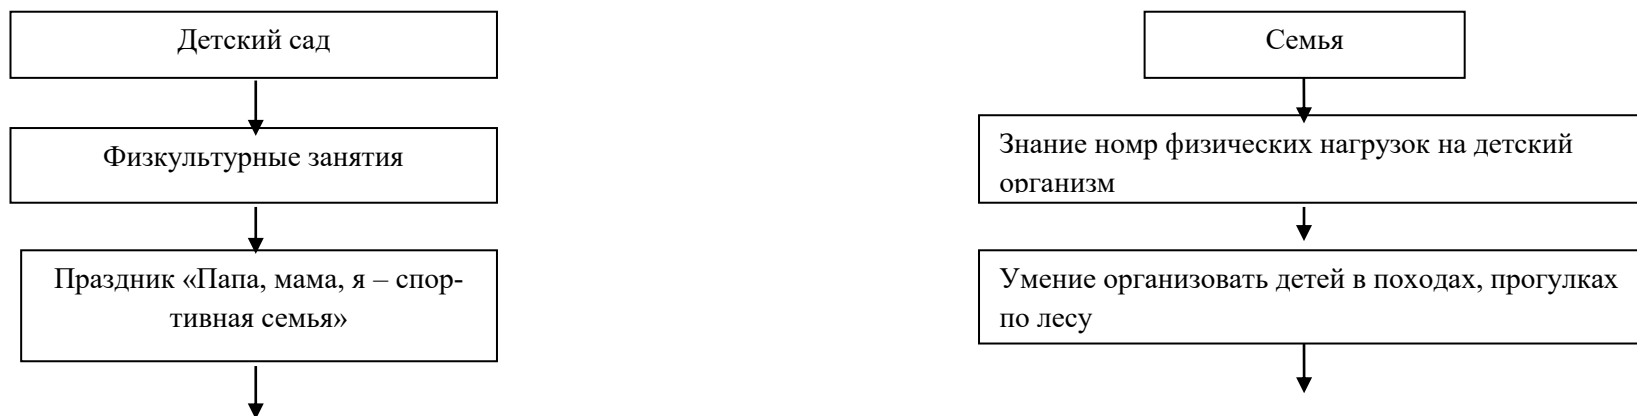 Детский сад
Физкультурные занятия
Праздник «Папа, мама, я – спор-
тивная семья»
Семья
Знание номр физических нагрузок на детский
организм
Умение организовать детей в походах, прогулках
по лесу